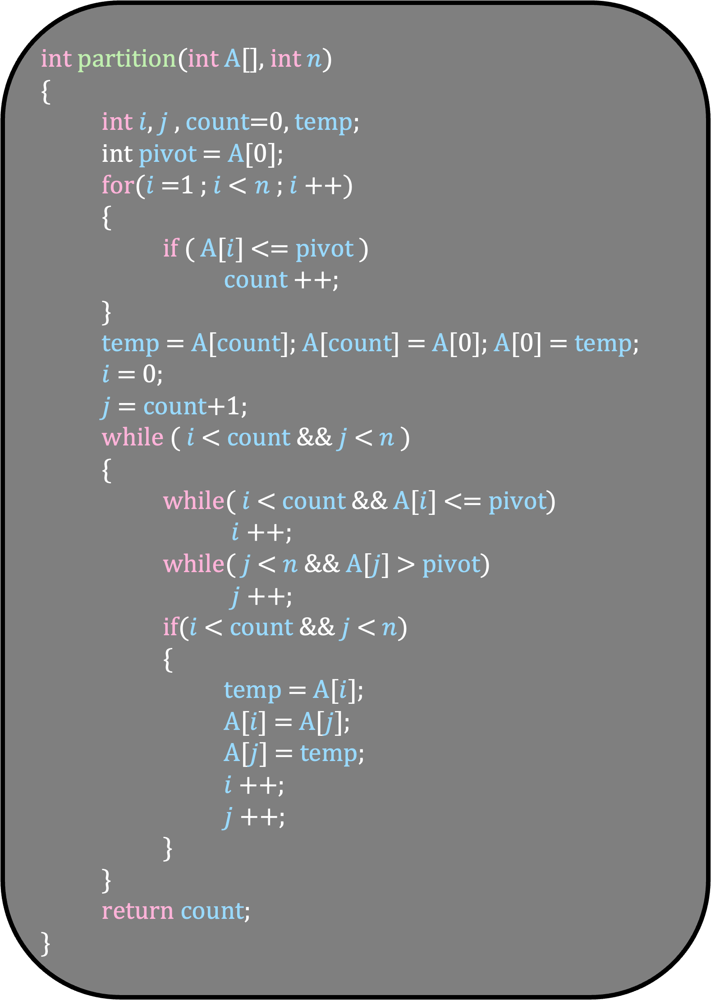 int partition(int A[], int n)
{
int i, j , count=0, temp;
int pivot = A[0];
for(i =1 ; i < n ; i ++)
{
if ( A[i] <= pivot )
count ++;
}
temp = A[count]; A[count] = A[0]; A[0] = temp;
i = 0;
j = count+1;
while ( i < count && j < n )
{
while( i < count && A[i] <= pivot)
i ++;
while( j < n && A[j] > pivot)
j ++;
if(i < count && j < n)
{
temp = A[i];
A[i] = A[j];
A[j] = temp;
i ++;
j ++;
}
}
return count;
}